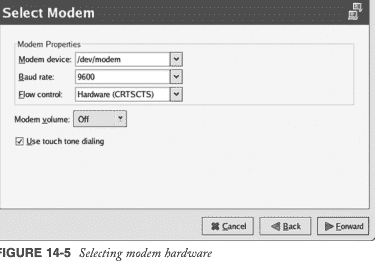 Select Modem
Modem Properties
Modem device: /dev/modem
Baud rate: 9600
Flow control: Hardware (CRTSCTS)
Modem volume: Off
Use touch tone dialing
Cancel Back Forward
FIGURE 14-5 Selecting modem hardware